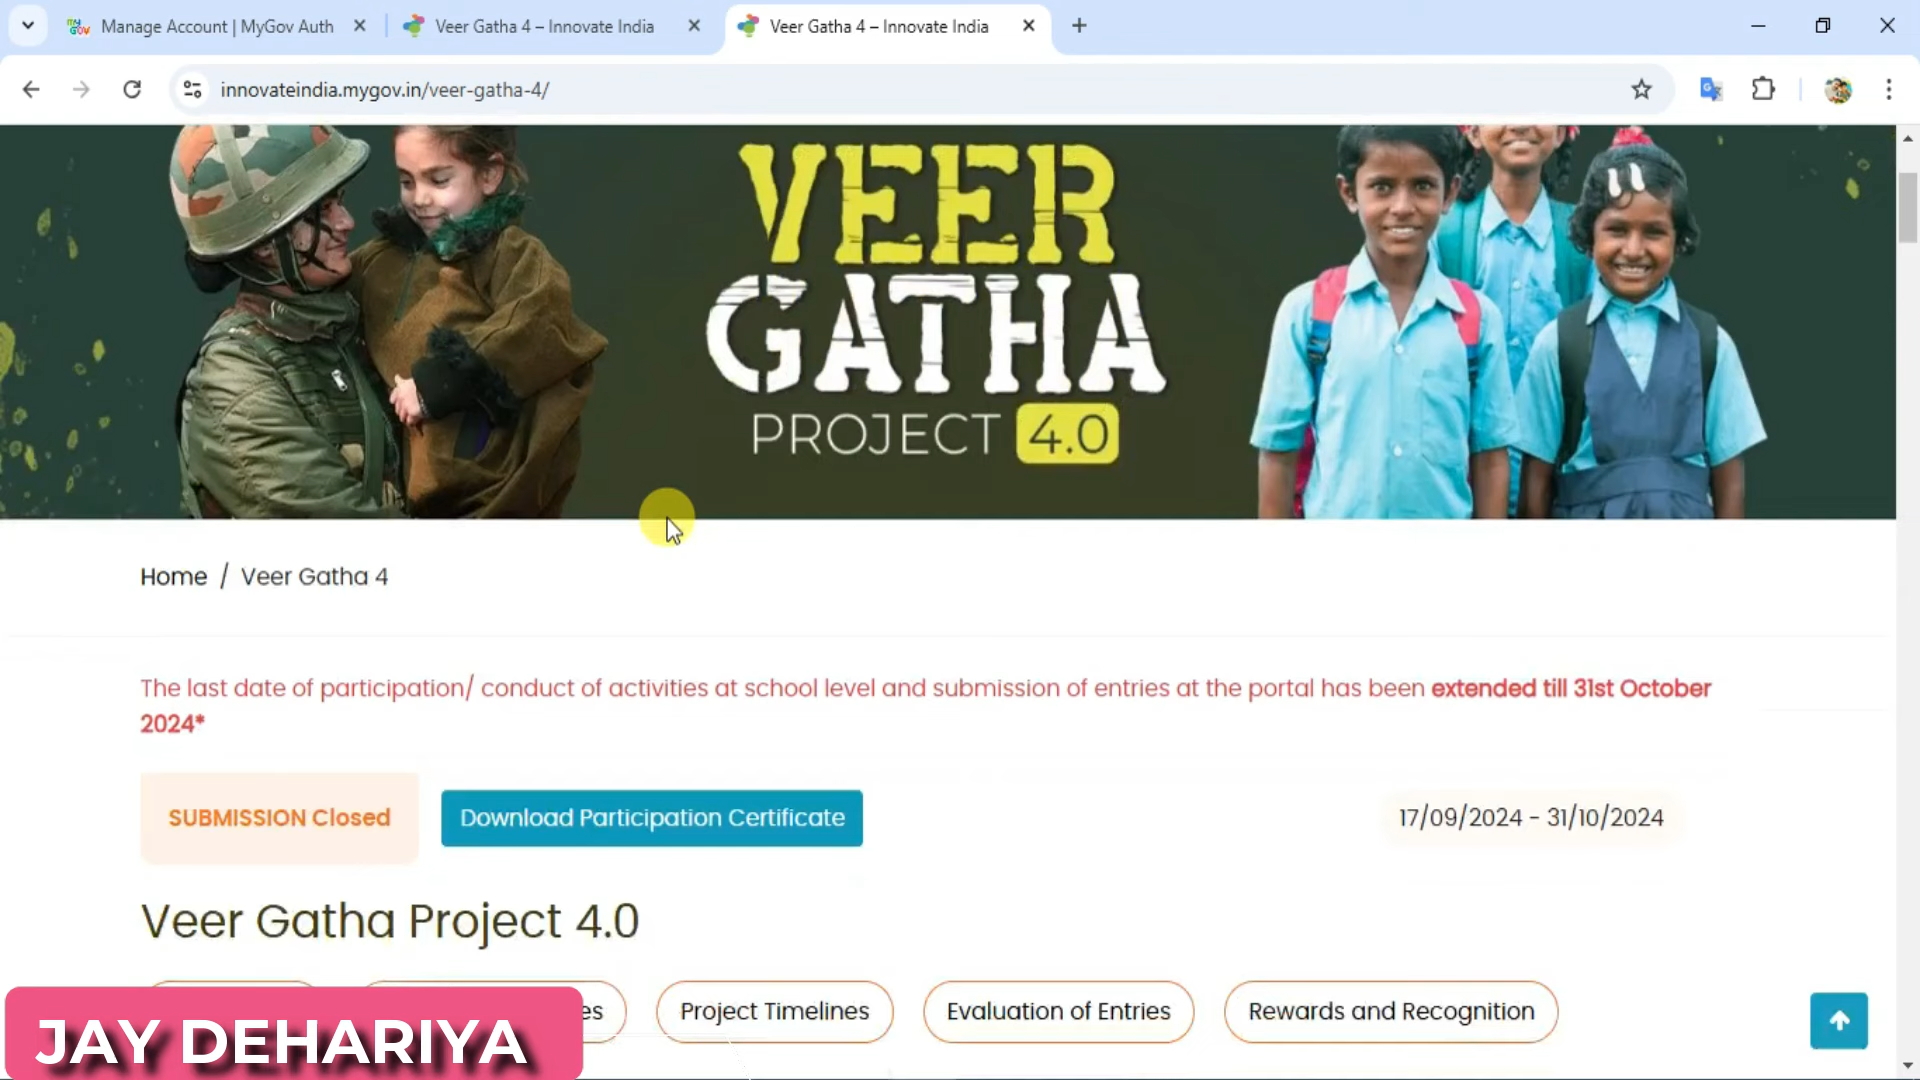 Manage Account | MyGov Auth
Veer Gatha 4 – Innovate India
Veer Gatha 4 – Innovate India
innovateindia.mygov.in/veer-gatha-4/
VEER
GATHA
PROJECT 4.0
Home / Veer Gatha 4
The last date of participation/ conduct of activities at school level and submission of entries at the portal has been extended till 31st October
2024*
SUBMISSION Closed
Download Participation Certificate
17/09/2024 - 31/10/2024
Veer Gatha Project 4.0
es
Project Timelines
Evaluation of Entries
Rewards and Recognition
JAY DEHARIYA